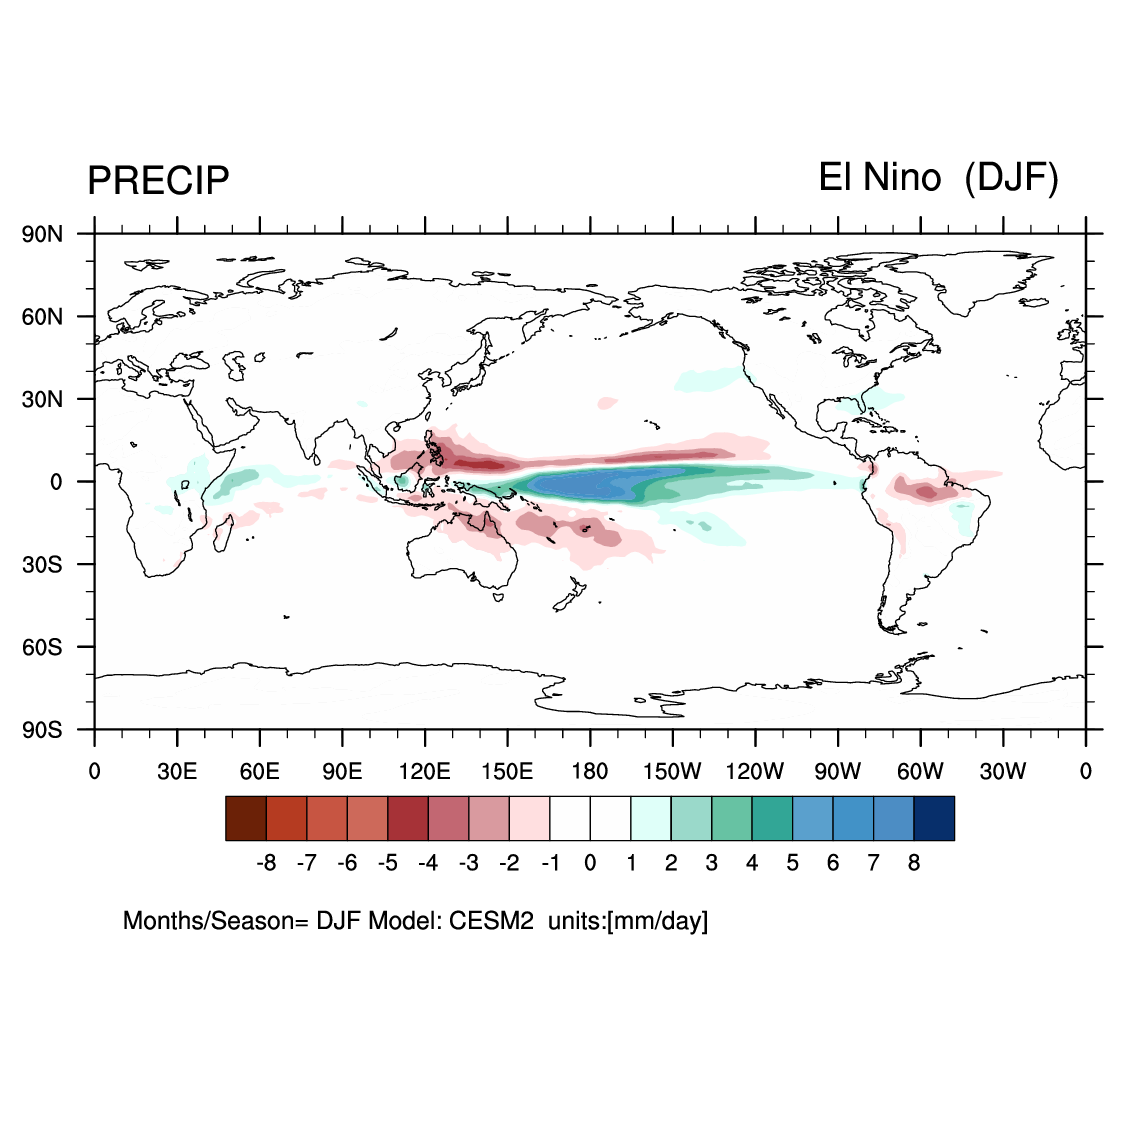 PRECIP
El Nino (DJF)
90N
60N
30N
0
30S
60S
90S
0 30E 60E 90E 120E 150E 180 150W 120W 90W 60W 30W 0
-8 -7 -6 -5 -4 -3 -2 -1 0 1 2 3 4 5 6 7 8
Months/Season= DJF Model: CESM2 units:[mm/day]